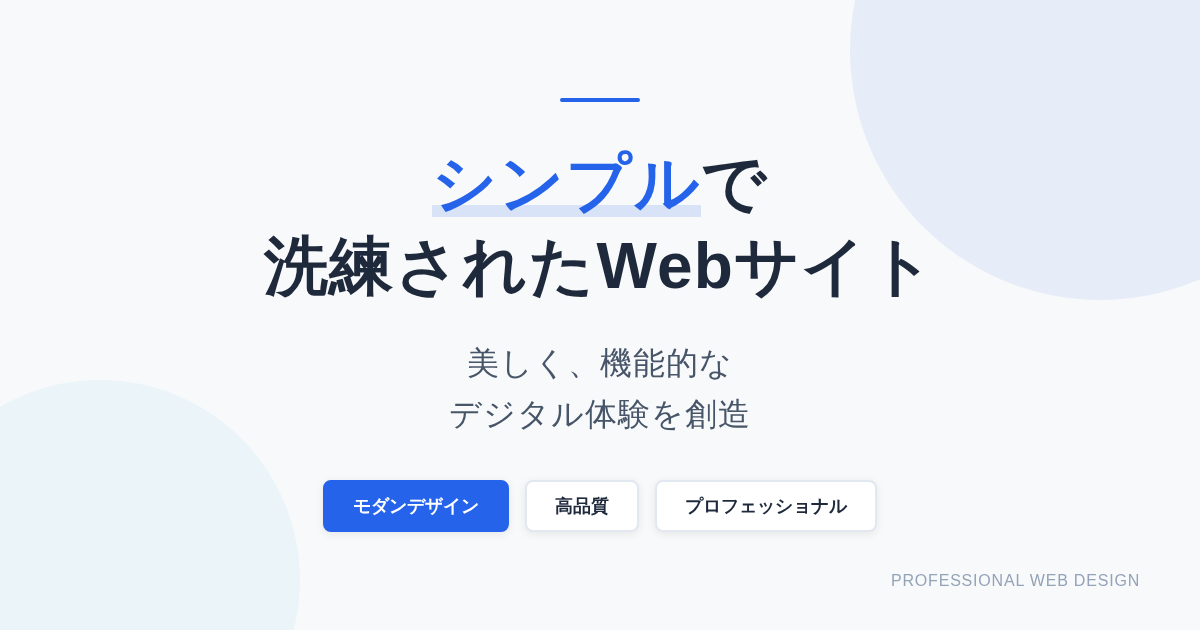 シンプルで
洗練されたWebサイト
美しく、機能的な
デジタル体験を創造
モダンデザイン
高品質
プロフェッショナル
PROFESSIONAL WEB DESIGN